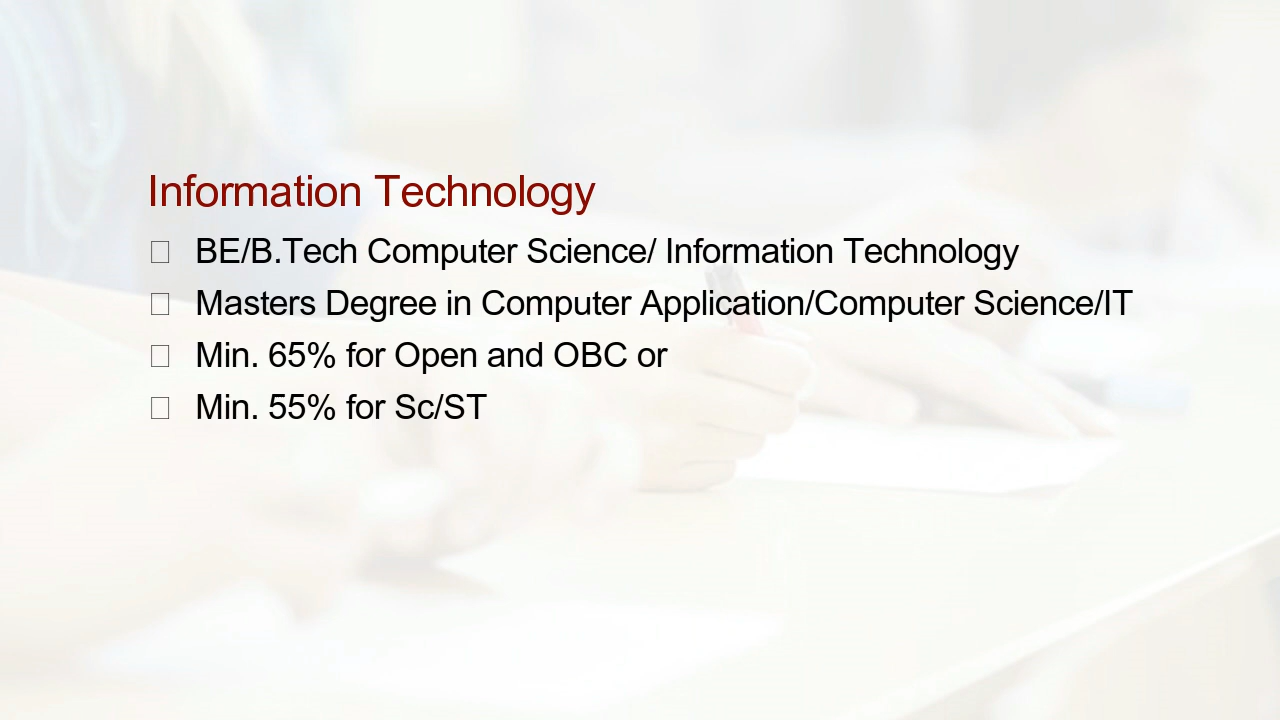 Information Technology
BE/B.Tech Computer Science/ Information Technology
Masters Degree in Computer Application/Computer Science/IT
Min. 65% for Open and OBC or
Min. 55% for Sc/ST